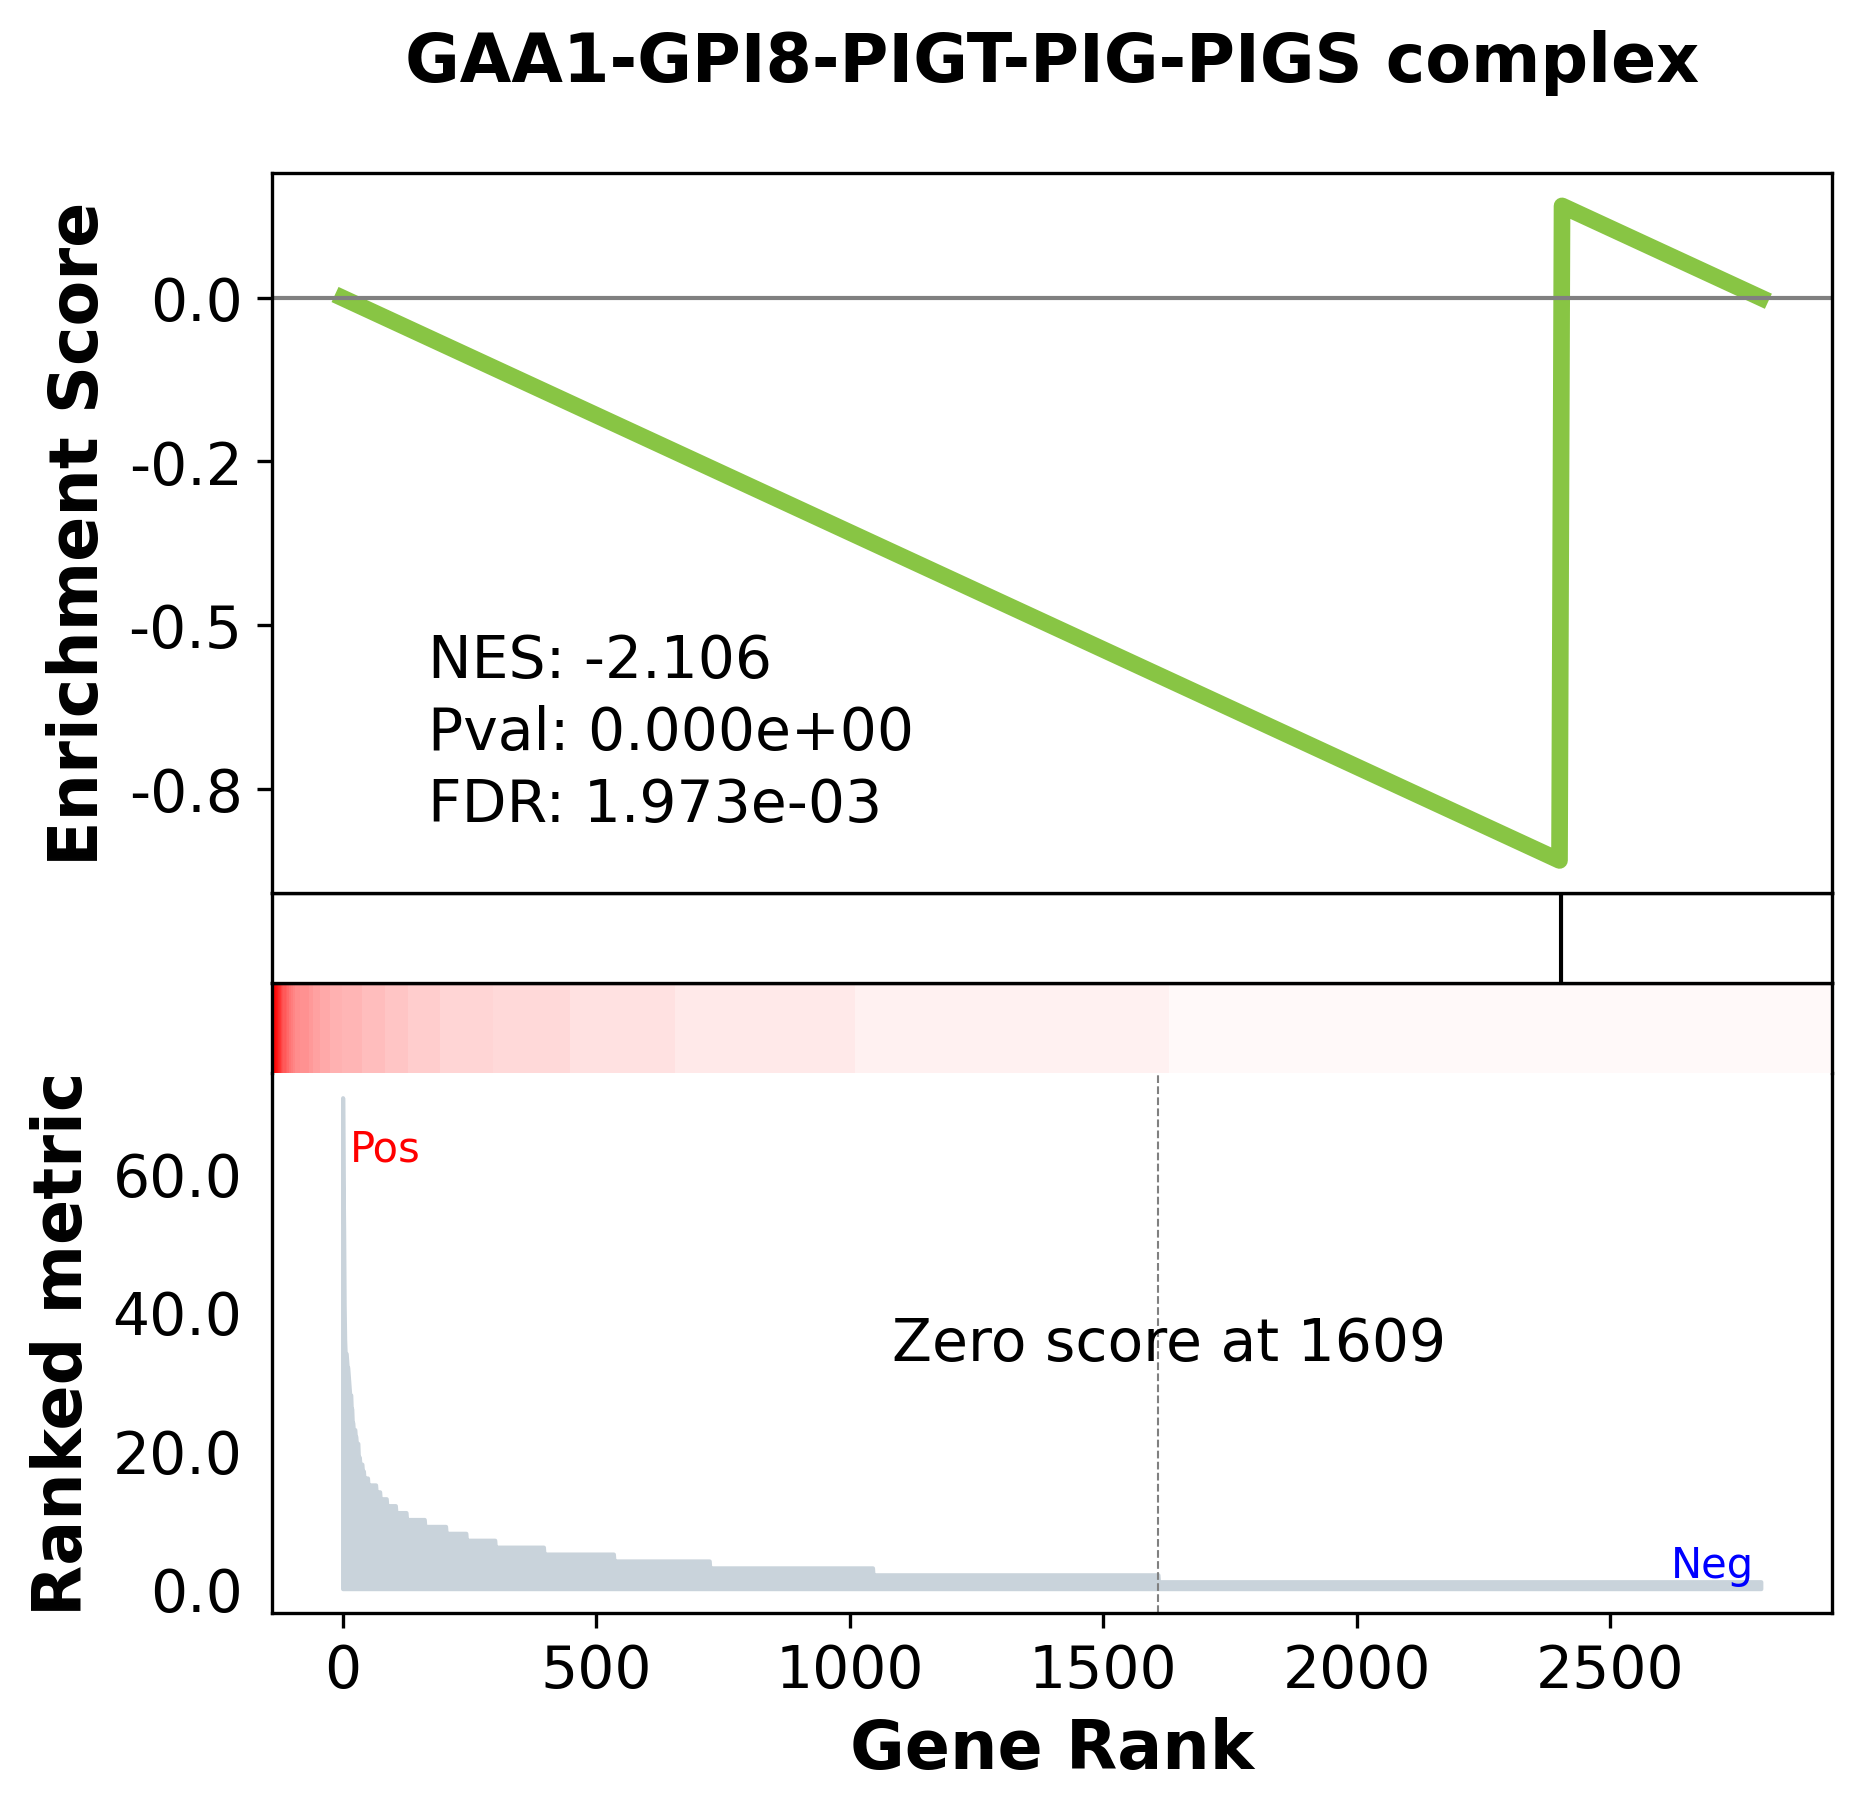 GAA1-GPI8-PIGT-PIG-PIGS complex
Enrichment Score
0.0
-0.2
-0.5
-0.8
NES: -2.106
Pval: 0.000e+00
FDR: 1.973e-03
Ranked metric
60.0
40.0
20.0
0.0
Pos
Zero score at 1609
Neg
0 500 1000 1500 2000 2500
Gene Rank